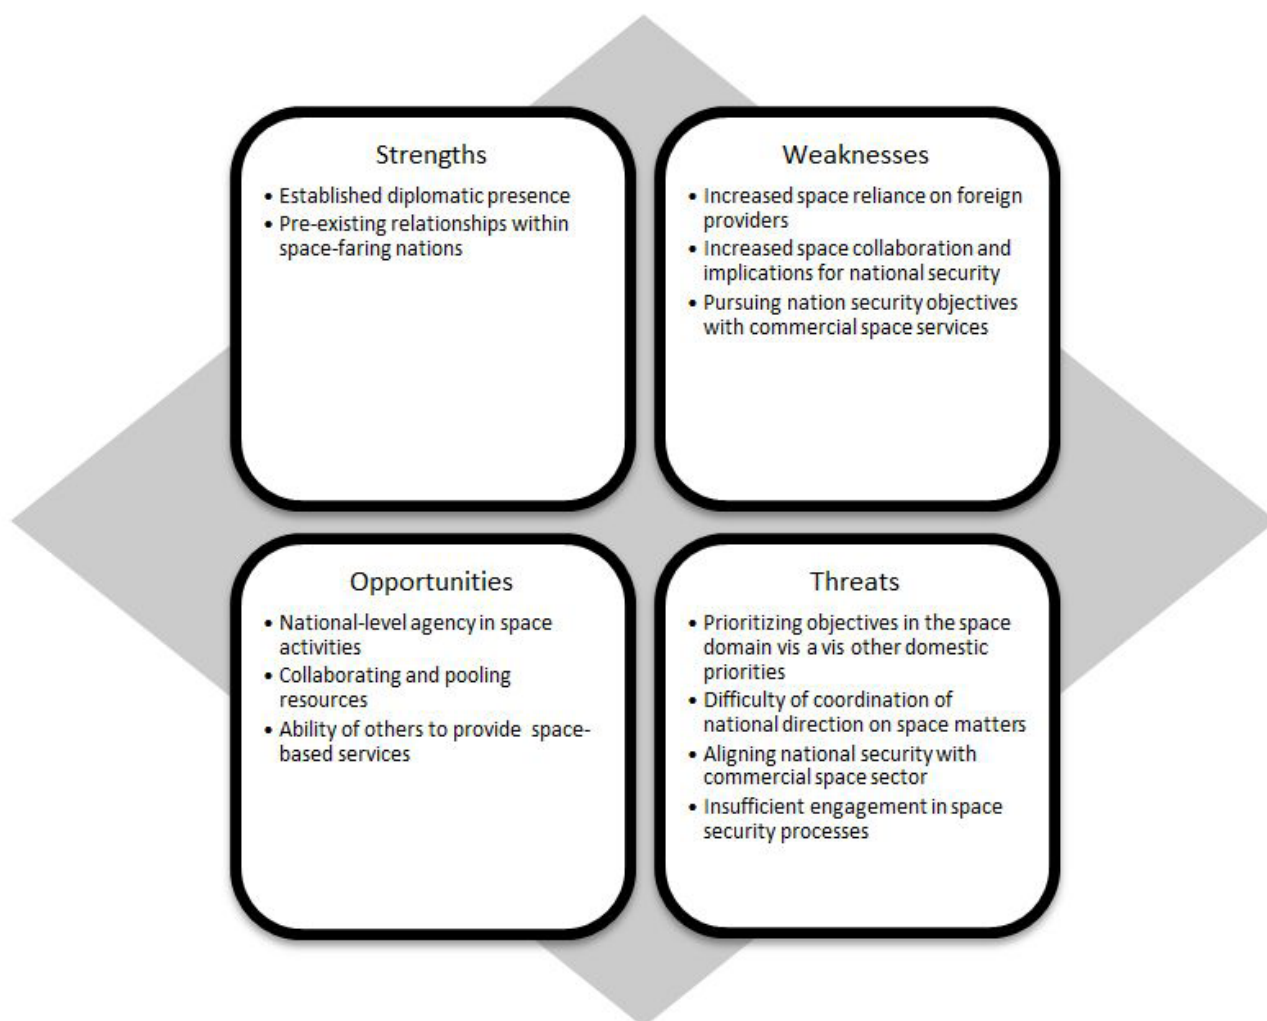 Strengths
• Established diplomatic presence
• Pre-existing relationships within
space-faring nations
Weaknesses
• Increased space reliance on foreign
providers
• Increased space collaboration and
implications for national security
• Pursuing nation security objectives
with commercial space services
Opportunities
• National-level agency in space
activities
• Collaborating and pooling
resources
• Ability of others to provide space-
based services
Threats
• Prioritizing objectives in the space
domain vis a vis other domestic
priorities
• Difficulty of coordination of
national direction on space matters
• Aligning national security with
commercial space sector
• Insufficient engagement in space
security processes